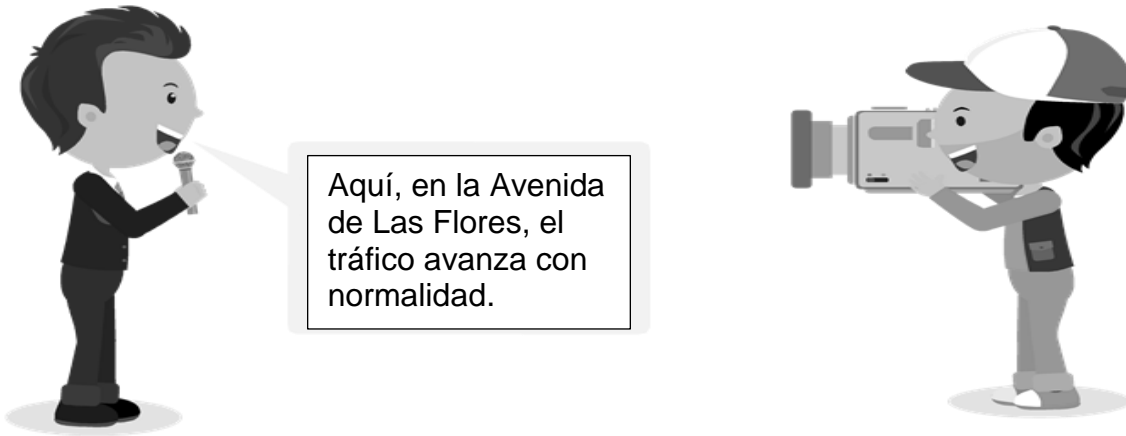 Aquí, en la Avenida
de Las Flores, el
tráfico avanza con
normalidad.